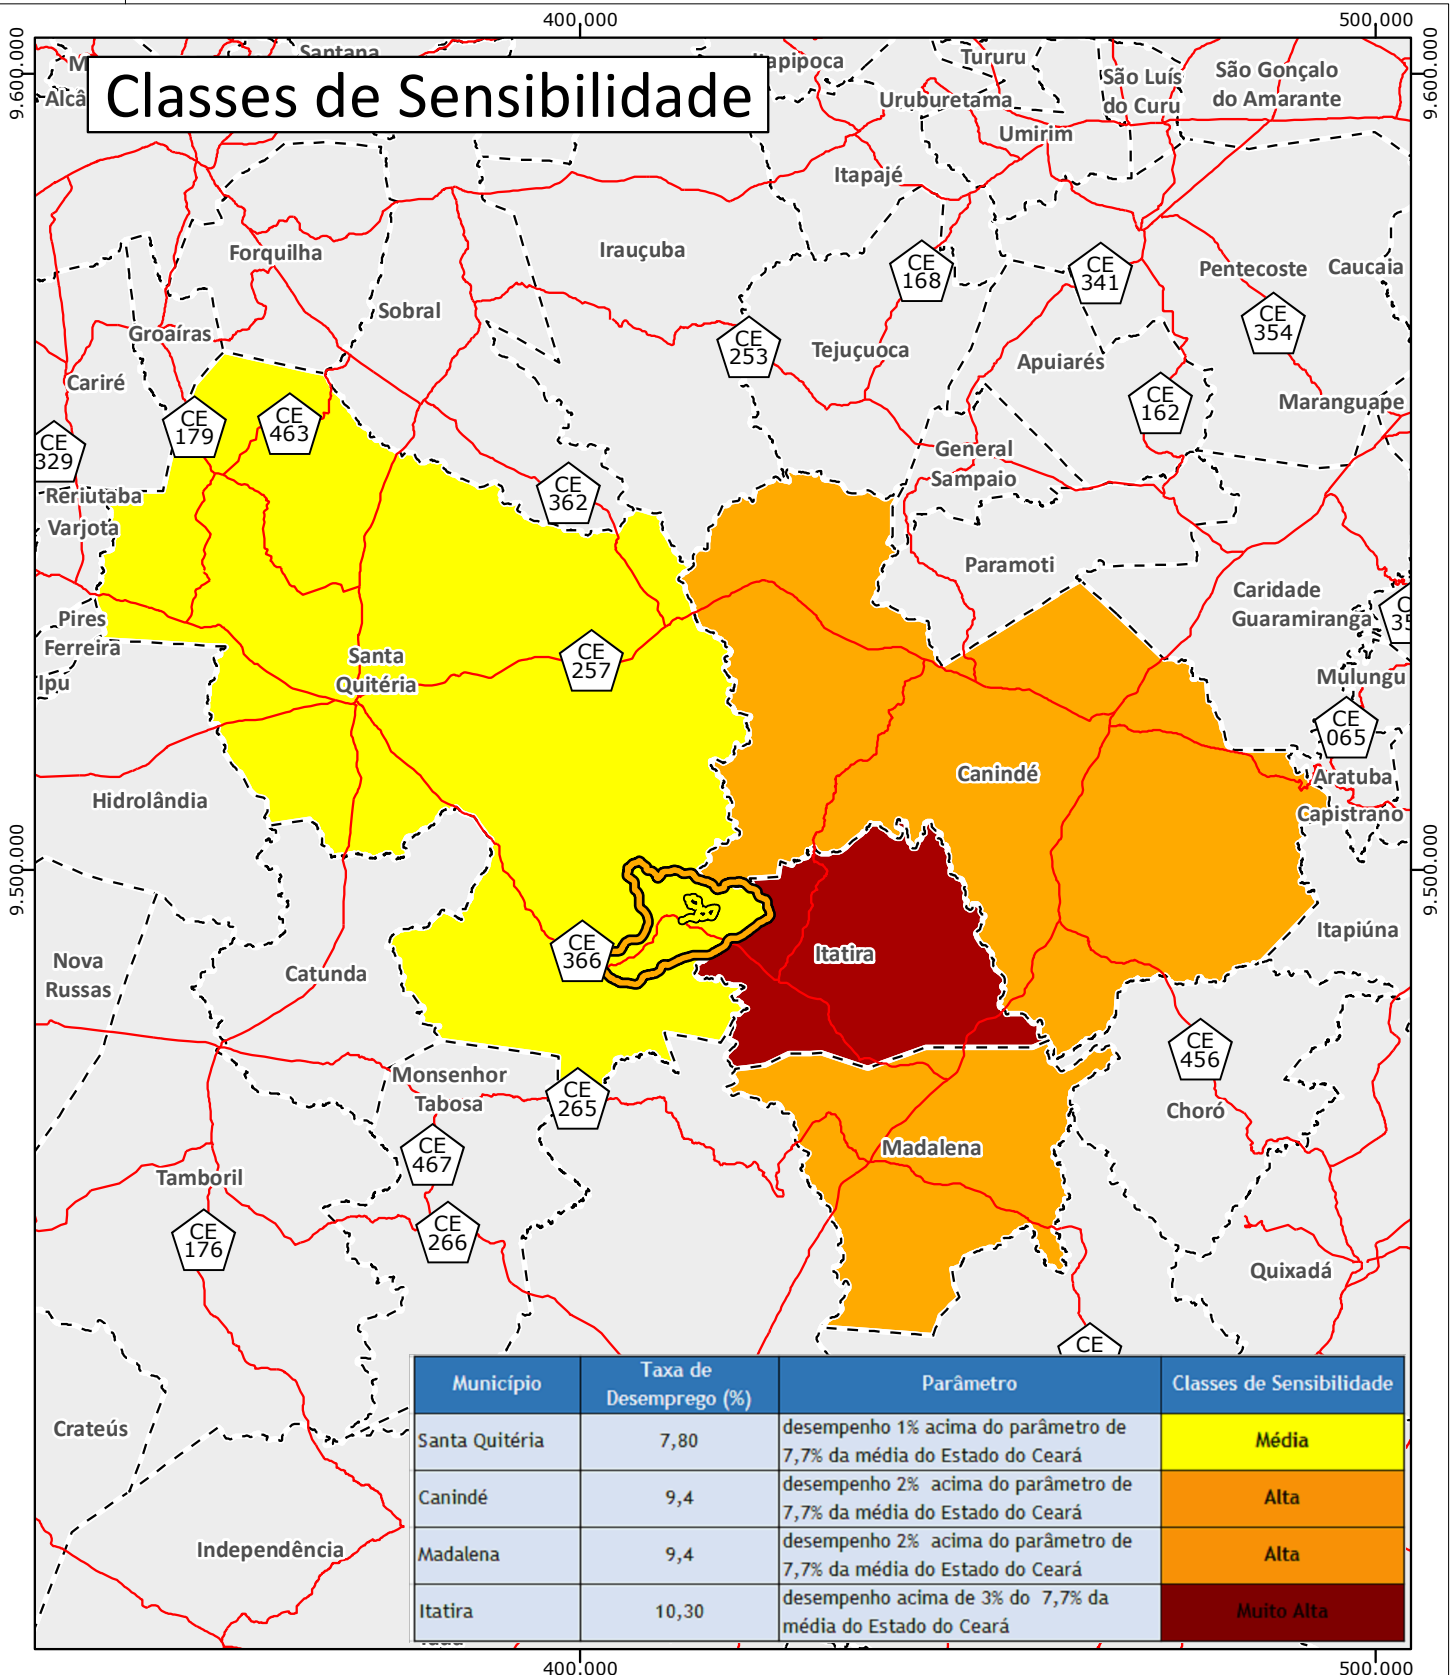 400.000
500.000
9.600.000
9.600.000
Santana
Itapipoca
Tururu
São Luís
do Curu
São Gonçalo
do Amarante
Alcâ
Classes de Sensibilidade
Uruburetama
Umirim
Itapajé
Forquilha
Irauçuba
CE
168
CE
341
Pentecoste
Caucaia
Sobral
CE
354
Groaíras
CE
253
Tejuçuoca
Apuiarés
Cariré
CE
179
CE
463
CE
162
Maranguape
CE
329
General
Sampaio
Reriutaba
CE
362
Varjota
Paramoti
Caridade
Guaramiranga
Pires
Ferreira
Santa
Quitéria
CE
257
Ipu
Mulungu
CE
065
Canindé
Aratuba
Hidrolândia
Capistrano
9.500.000
9.500.000
Itapiúna
Nova
Russas
Catunda
CE
366
Itatira
CE
456
Monsenhor
Tabosa
CE
265
Choró
CE
467
Madalena
Tamboril
CE
176
CE
266
Quixadá
CE
Município
Taxa de
Desemprego (%)
Parâmetro
Classes de Sensibilidade
Crateús
Santa Quitéria
7,80
desempenho 1% acima do parâmetro de
7,7% da média do Estado do Ceará
Média
Canindé
9,4
desempenho 2% acima do parâmetro de
7,7% da média do Estado do Ceará
Alta
Independência
Madalena
9,4
desempenho 2% acima do parâmetro de
7,7% da média do Estado do Ceará
Alta
Itatira
10,30
desempenho acima de 3% do 7,7% da
média do Estado do Ceará
Muito Alta
400.000
500.000